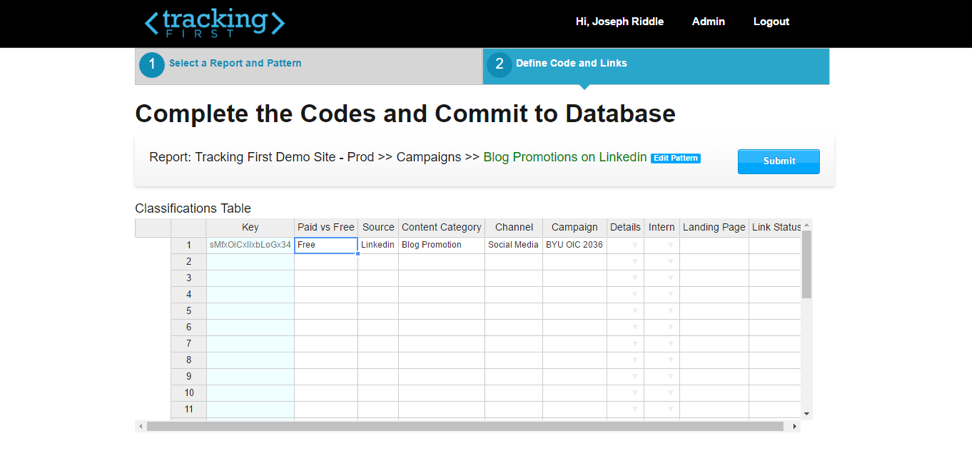 tracking
FIRST
Hi, Joseph Riddle Admin Logout
1 Select a Report and Pattern 2 Define Code and Links
Complete the Codes and Commit to Database
Report: Tracking First Demo Site - Prod >> Campaigns >> Blog Promotions on Linkedin Edit Pattern Submit
Classifications Table
Key Paid vs Free Source Content Category Channel Campaign Details Intern Landing Page Link Status
1 Free Linkedin Blog Promotion Social Media BYU OIC 2036
2
3
4
5
6
7
8
9
10
11